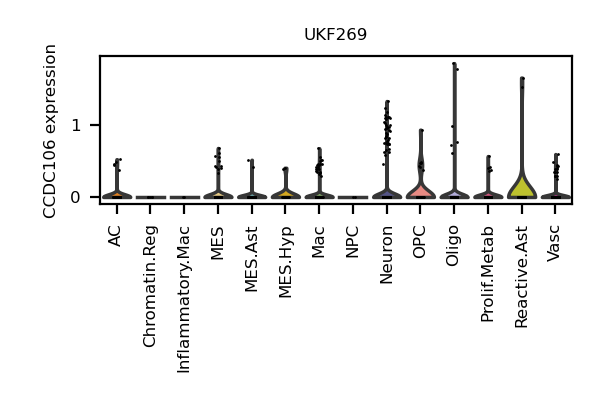 UKF269
CCDC106 expression
1
0
AC
Chromatin.Reg
Inflammatory.Mac
MES
MES.Ast
MES.Hyp
Mac
NPC
Neuron
OPC
Oligo
Prolif.Metab
Reactive.Ast
Vasc